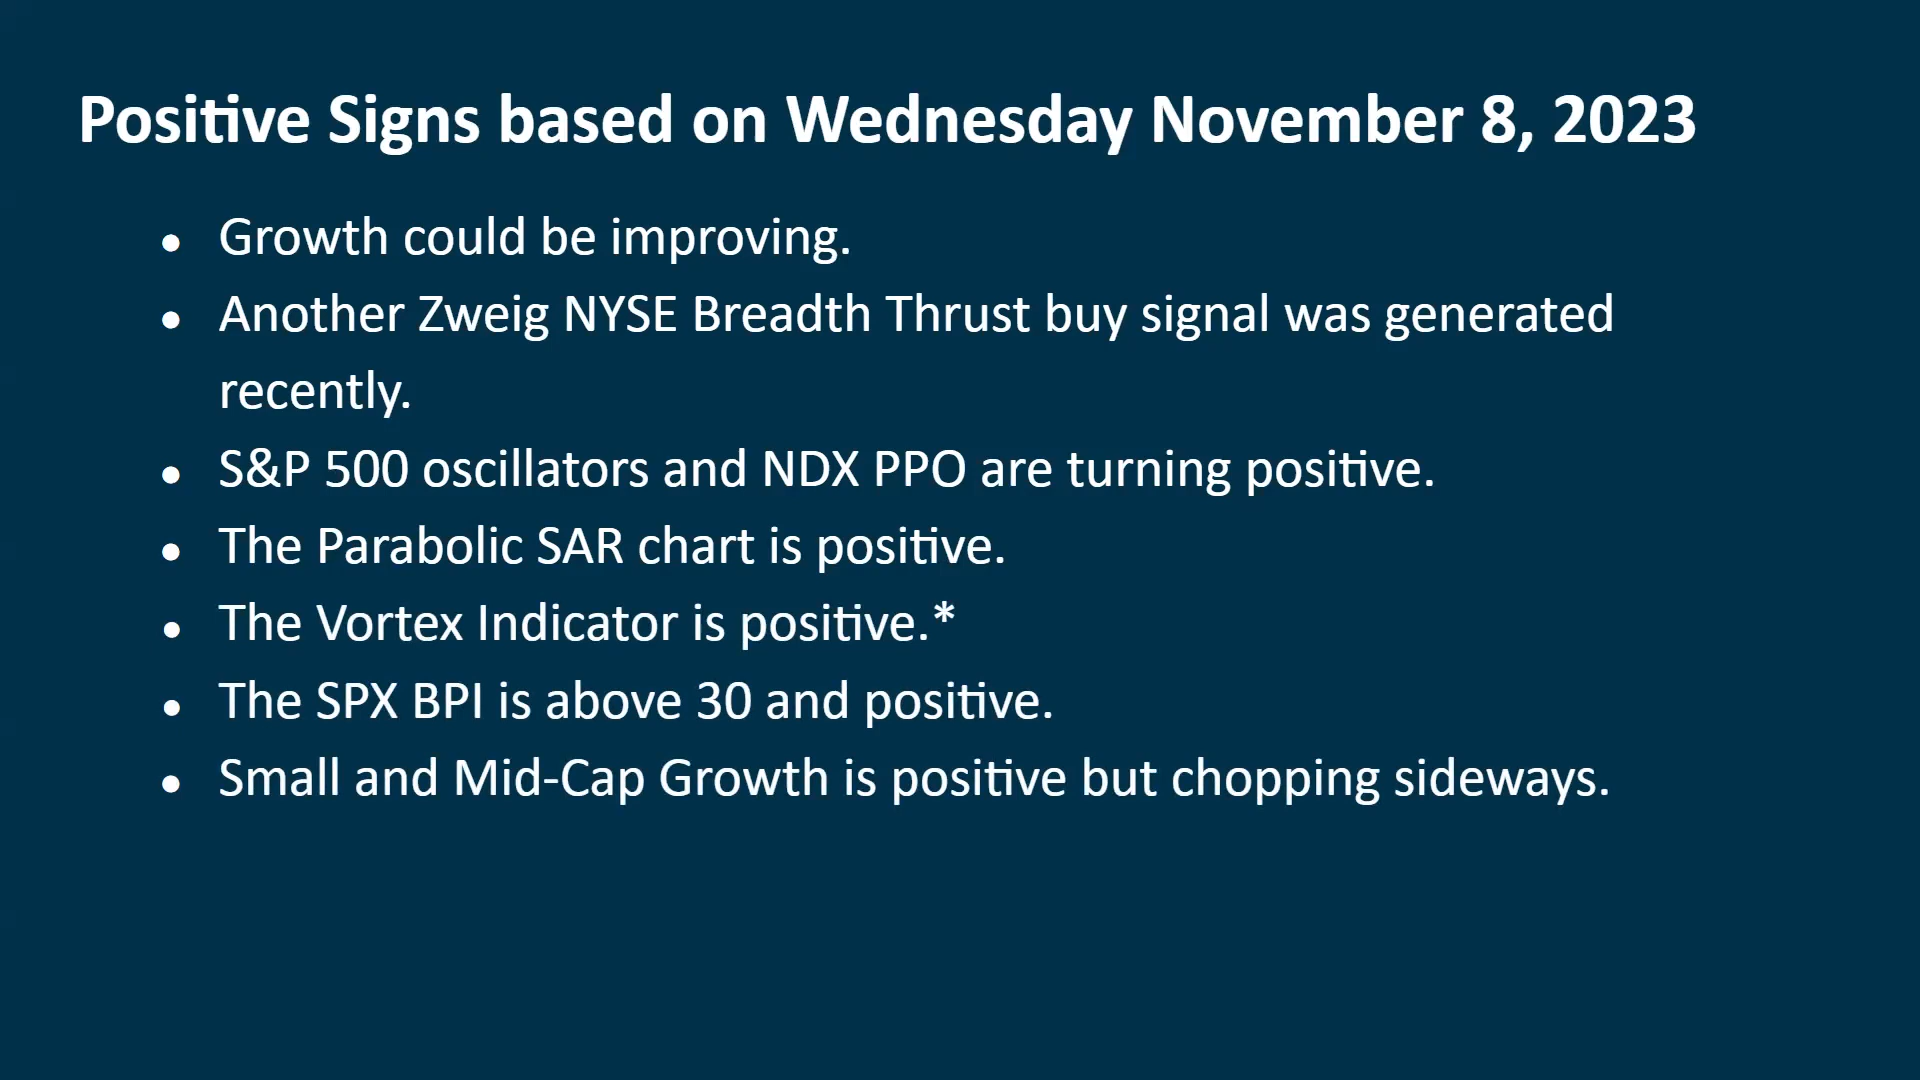 Positive Signs based on Wednesday November 8, 2023
• Growth could be improving.
• Another Zweig NYSE Breadth Thrust buy signal was generated
recently.
• S&P 500 oscillators and NDX PPO are turning positive.
• The Parabolic SAR chart is positive.
• The Vortex Indicator is positive.*
• The SPX BPI is above 30 and positive.
• Small and Mid-Cap Growth is positive but chopping sideways.